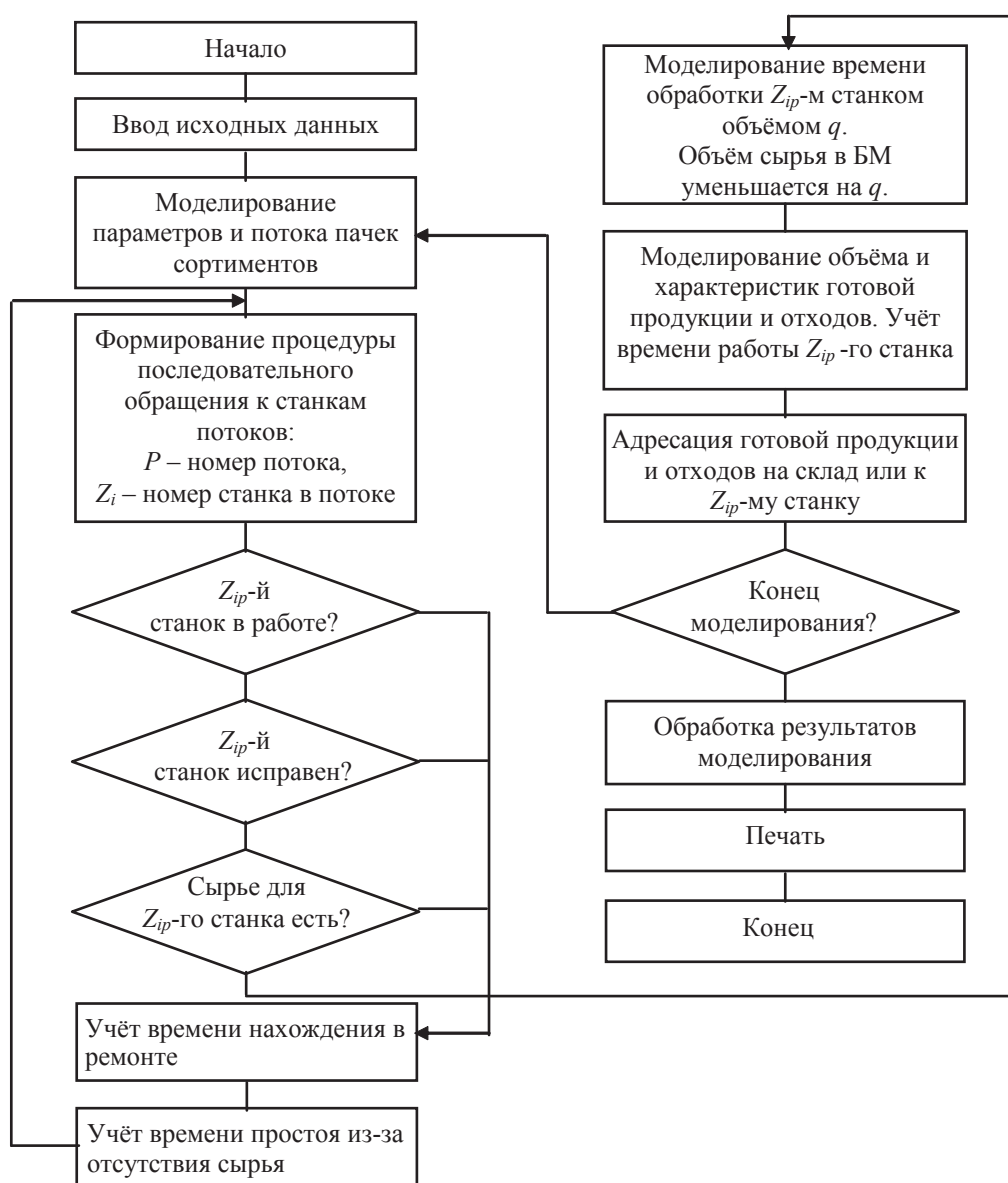 Начало
Ввод исходных данных
Моделирование
параметров и потока пачек
сортиментов
Формирование процедуры
последовательного
обращения к станкам
потоков:
P – номер потока,
Zi – номер станка в потоке
Zip-й
станок в работе?
Zip-й
станок исправен?
Сырье для
Zip-го станка есть?
Учёт времени нахождения в
ремонте
Учёт времени простоя из-за
отсутствия сырья
Моделирование времени
обработки Zip-м станком
объёмом q.
Объём сырья в БМ
уменьшается на q.
Моделирование объёма и
характеристик готовой
продукции и отходов. Учёт
времени работы Zip -го станка
Адресация готовой продукции
и отходов на склад или к
Zip-му станку
Конец
моделирования?
Обработка результатов
моделирования
Печать
Конец